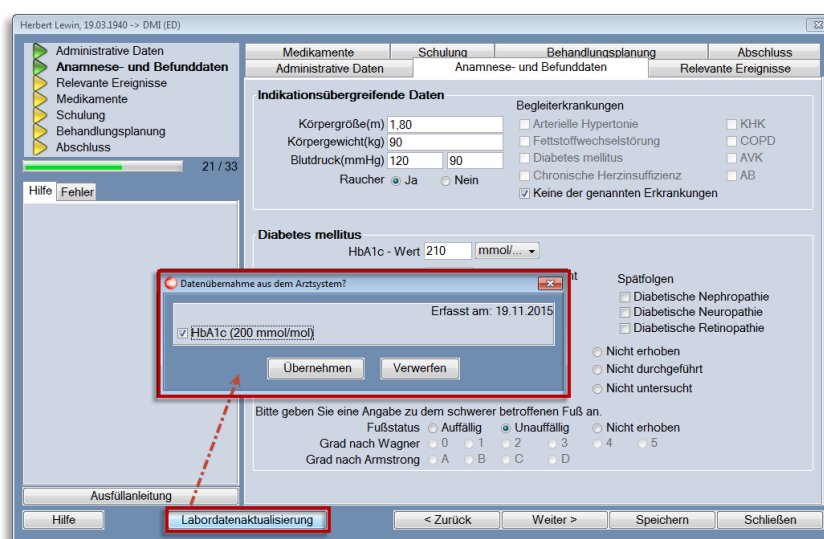 Herbert Lewin, 19.03.1940 -> DMI (ED)
Administrative Daten
Anamnese- und Befunddaten
Relevante Ereignisse
Medikamente
Schulung
Behandlungsplanung
Abschluss
21 / 33
Hilfe Fehler
Ausfüllanleitung
Medikamente Schulung Behandlungsplanung Abschluss
Administrative Daten Anamnese- und Befunddaten Relevante Ereignisse
Indikationsübergreifende Daten
Körpergröße(m) 1,80
Körpergewicht(kg) 90
Blutdruck(mmHg) 120 90
Raucher Ja Nein
Begleiterkrankungen
Arterielle Hypertonie KHK
Fettstoffwechselstörung COPD
Diabetes mellitus AVK
Chronische Herzinsuffizienz AB
Keine der genannten Erkrankungen
Diabetes mellitus
HbA1c - Wert 210 mmol/...
Spätfolgen
Diabetische Nephropathie
Diabetische Neuropathie
Diabetische Retinopathie
Nicht erhoben
Nicht durchgeführt
Nicht untersucht
Datenübernahme aus dem Arztsystem?
Erfasst am: 19.11.2015
HbA1c (200 mmol/mol)
Übernehmen Verwerfen
Bitte geben Sie eine Angabe zu dem schwerer betroffenen Fuß an.
Fußstatus Auffällig Unauffällig Nicht erhoben
Grad nach Wagner 0 1 2 3 4 5
Grad nach Armstrong A B C D
Hilfe Labordatenaktualisierung < Zurück Weiter > Speichern Schließen